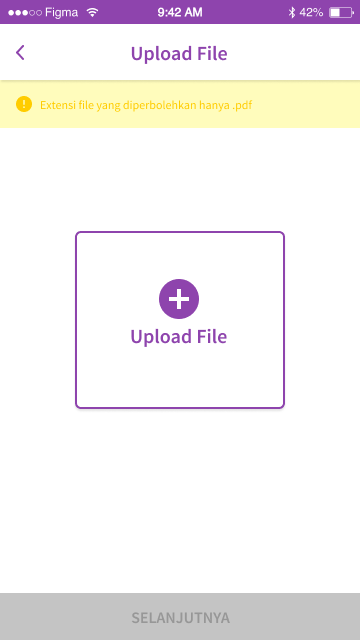 Figma 9:42 AM 42%
Upload File
Extensi file yang diperbolehkan hanya .pdf
Upload File
SELANJUTNYA